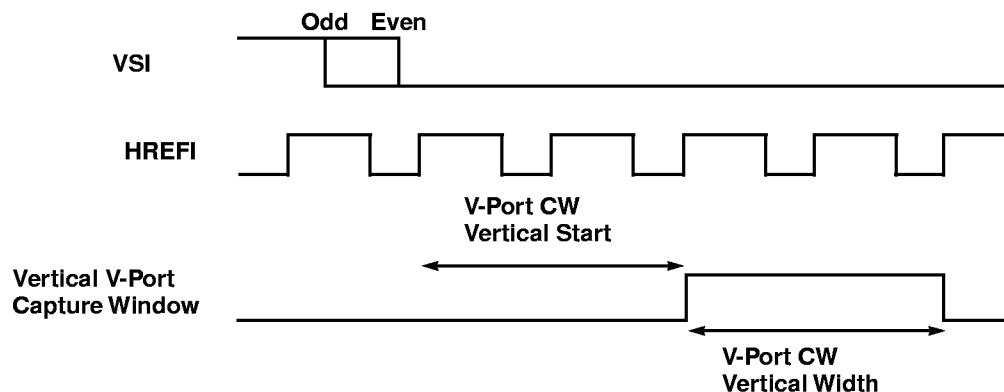 Odd Even
VSI
HREFI
V-Port CW
Vertical Start
Vertical V-Port
Capture Window
V-Port CW
Vertical Width